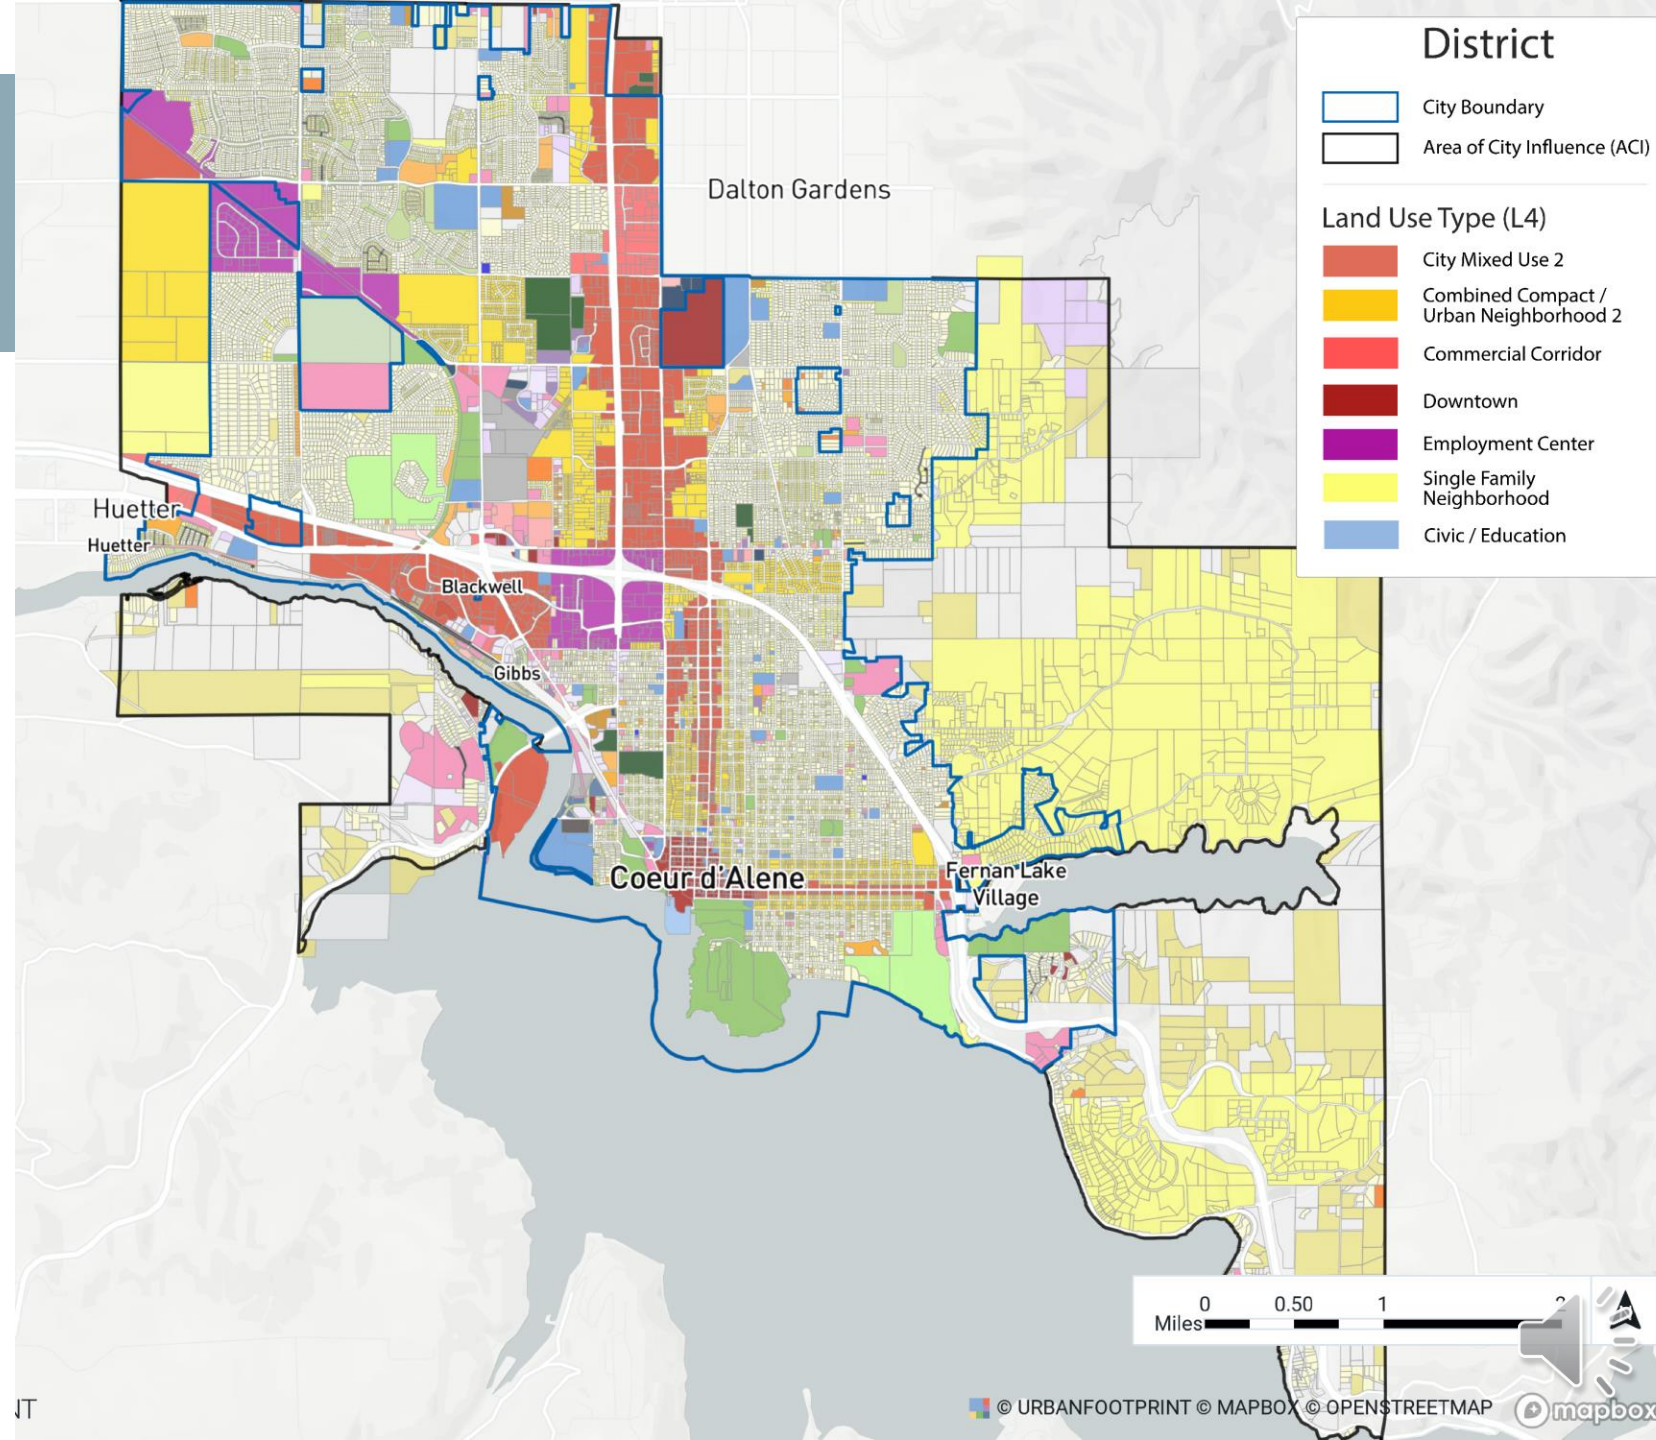 District
City Boundary
Area of City Influence (ACI)
Land Use Type (L4)
City Mixed Use 2
Combined Compact /
Urban Neighborhood 2
Commercial Corridor
Downtown
Employment Center
Single Family
Neighborhood
Civic / Education
Dalton Gardens
Huetter
Huetter
Blackwell
Gibbs
Coeur d'Alene
Fernan Lake
Village
0 0.50 1 2
Miles
© URBANFOOTPRINT © MAPBOX © OPENSTREETMAP
mapbox